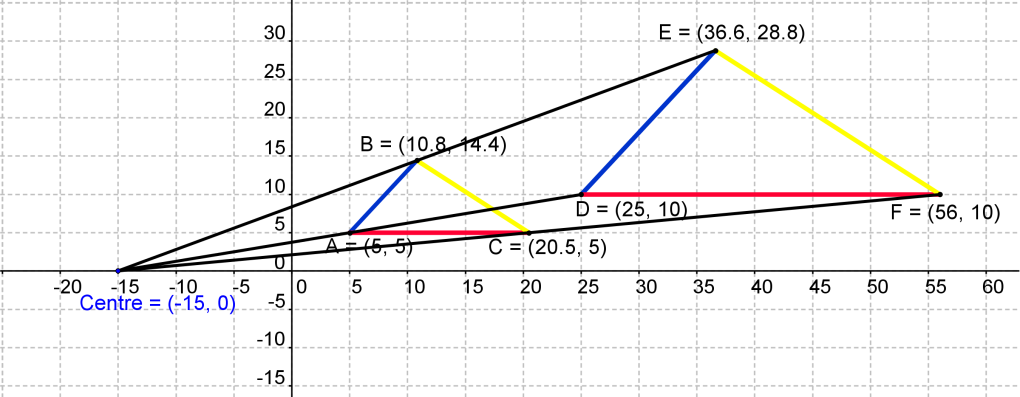 30
E = (36.6, 28.8)
25
20
15
B = (10.8, 14.4)
10
D = (25, 10)
F = (56, 10)
5
A = (5, 5)
C = (20.5, 5)
0
-20 -15 -10 -5 0 5 10 15 20 25 30 35 40 45 50 55 60
Centre = (-15, 0)
-5
-10
-15